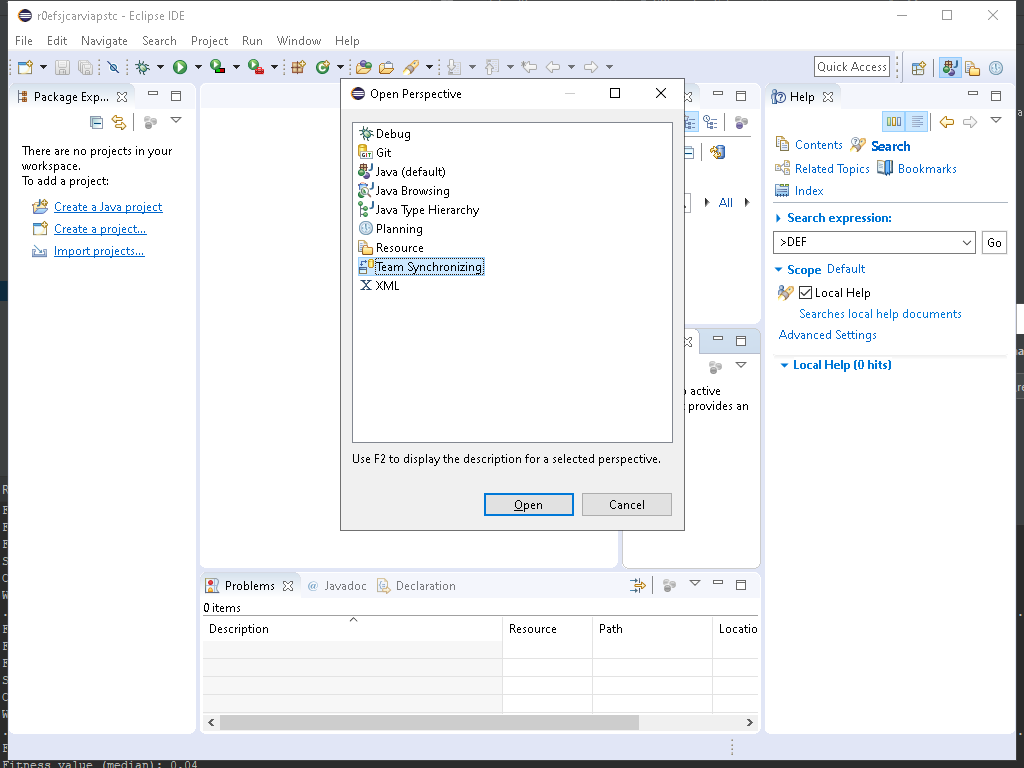 r0efsjcarviapstc - Eclipse IDE
File Edit Navigate Search Project Run Window Help
Quick Access
Package Exp...
There are no projects in your
workspace.
To add a project:
Create a Java project
Create a project...
Import projects...
Open Perspective
Debug
Git
Java (default)
Java Browsing
Java Type Hierarchy
Planning
Resource
Team Synchronizing
XML
Use F2 to display the description for a selected perspective.
Open
Cancel
All
active
provides an
Help
Contents
Search
Related Topics
Bookmarks
Index
Search expression:
>DEF
Go
Scope Default
Local Help
Searches local help documents
Advanced Settings
Local Help (0 hits)
Problems
@ Javadoc
Declaration
0 items
Description
Resource
Path
Locatio
Fitness value (median): 0.04